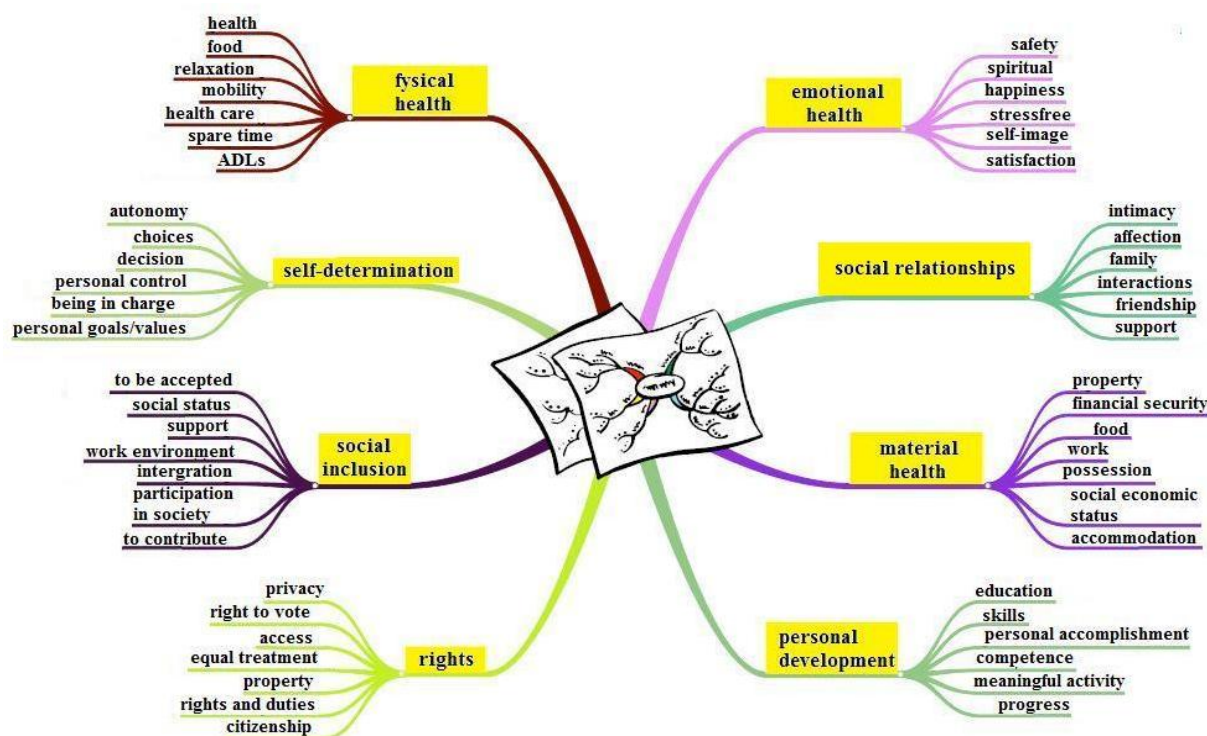 health
food
relaxation
mobility
health care
spare time
ADLs
fysical
health
autonomy
choices
decision
personal control
being in charge
personal goals/values
self-determination
to be accepted
social status
support
work environment
intergration
participation
in society
to contribute
social
inclusion
privacy
right to vote
access
equal treatment
property
rights and duties
citizenship
rights
emotional
health
safety
spiritual
happiness
stressfree
self-image
satisfaction
social relationships
intimacy
affection
family
interactions
friendship
support
material
health
property
financial security
food
work
possession
social economic
status
accommodation
personal
development
education
skills
personal accomplishment
competence
meaningful activity
progress